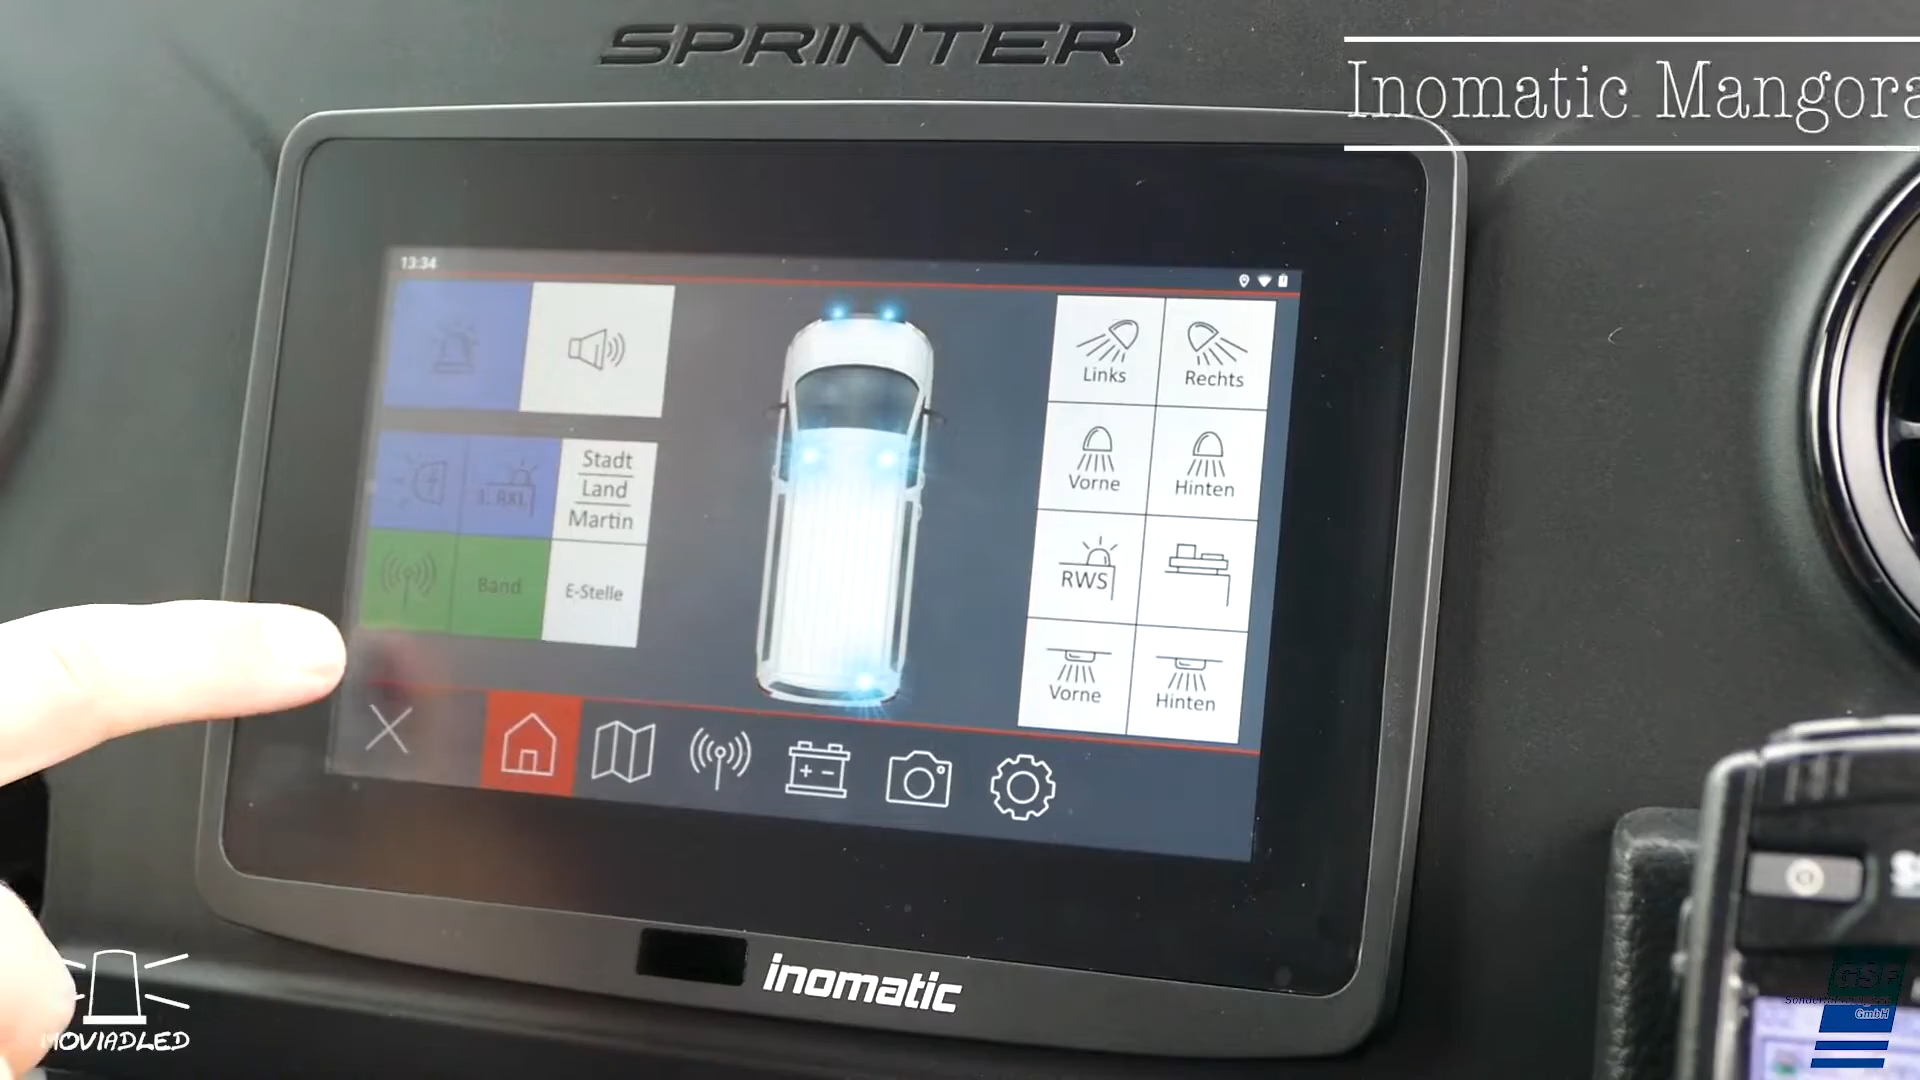 SPRINTER
Inomatic Mangora
13:34
Links
Rechts
Stadt
Land
Martin
Vorne
Hinten
Band
E-Stelle
RWS
Vorne
Hinten
inomatic
MOVIADLED
GSF
GmbH